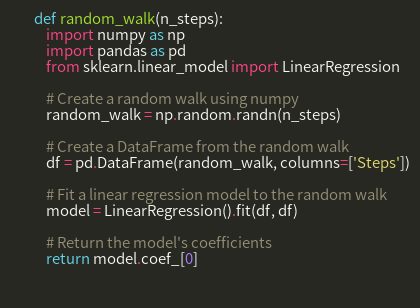 def random_walk(n_steps):
import numpy as np
import pandas as pd
from sklearn.linear_model import LinearRegression
# Create a random walk using numpy
random_walk = np.random.randn(n_steps)
# Create a DataFrame from the random walk
df = pd.DataFrame(random_walk, columns=['Steps'])
# Fit a linear regression model to the random walk
model = LinearRegression().fit(df, df)
# Return the model's coefficients
return model.coef_[0]